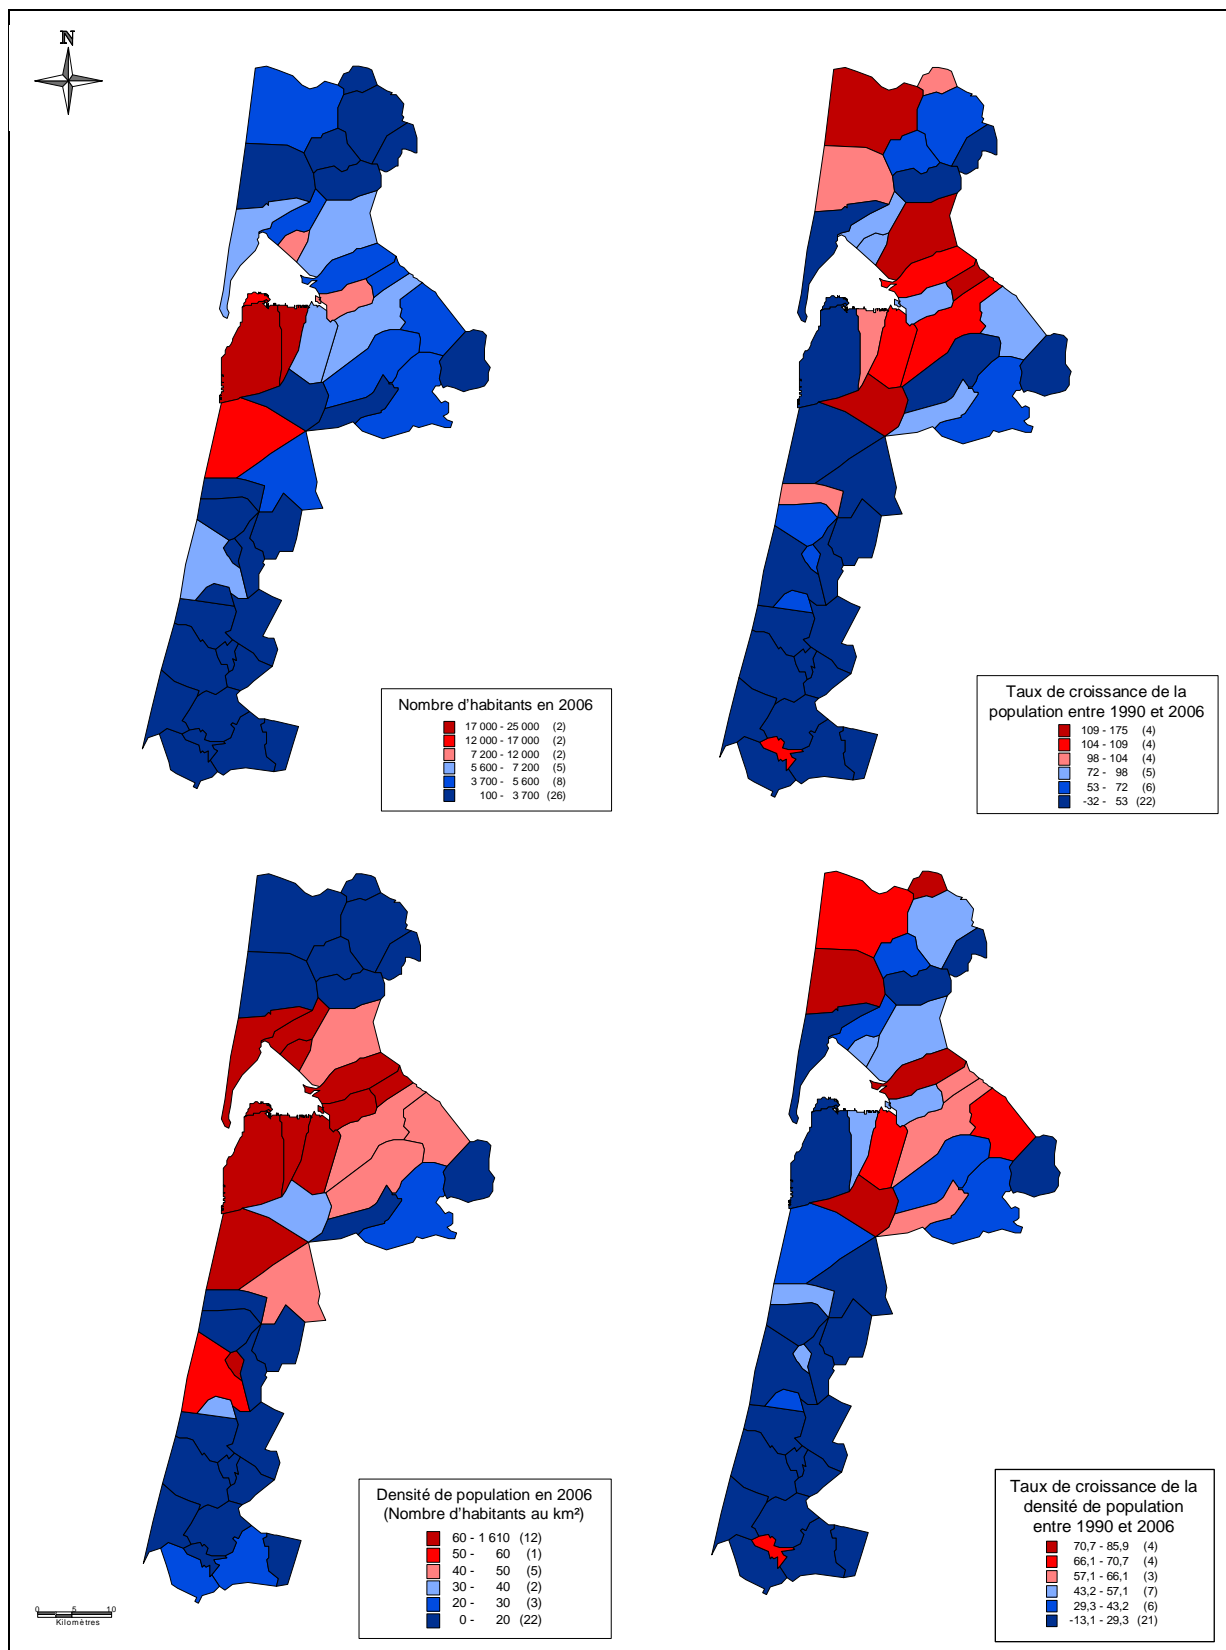 N
Nombre d'habitants en 2006
17 000 - 25 000 (2)
12 000 - 17 000 (2)
7 200 - 12 000 (2)
5 600 - 7 200 (5)
3 700 - 5 600 (8)
100 - 3 700 (26)
Taux de croissance de la
population entre 1990 et 2006
109 - 175 (4)
104 - 109 (4)
98 - 104 (4)
72 - 98 (5)
53 - 72 (6)
-32 - 53 (22)
Densité de population en 2006
(Nombre d'habitants au km²)
60 - 1 610 (12)
50 - 60 (1)
40 - 50 (5)
30 - 40 (2)
20 - 30 (3)
0 - 20 (22)
Taux de croissance de la
densité de population
entre 1990 et 2006
70,7 - 85,9 (4)
66,1 - 70,7 (4)
57,1 - 66,1 (3)
43,2 - 57,1 (7)
29,3 - 43,2 (6)
-13,1 - 29,3 (21)
0 5 10
Kilomètres